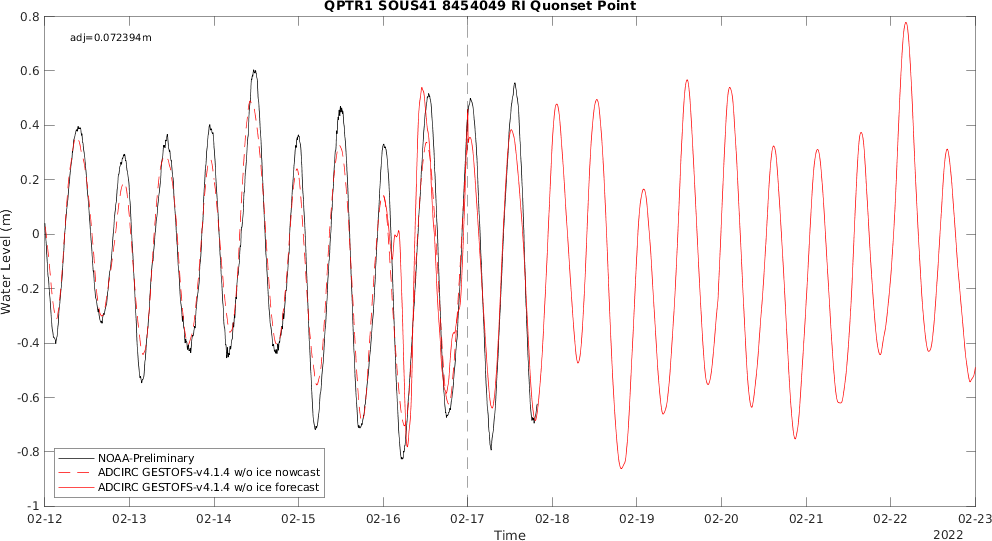 QPTR1 SOUS41 8454049 RI Quonset Point
adj=0.072394m
0.8
0.6
0.4
0.2
0
-0.2
-0.4
-0.6
-0.8
-1
Water Level (m)
NOAA-Preliminary
ADCIRC GESTOFS-v4.1.4 w/o ice nowcast
ADCIRC GESTOFS-v4.1.4 w/o ice forecast
02-12 02-13 02-14 02-15 02-16 02-17 02-18 02-19 02-20 02-21 02-22 02-23
Time
2022